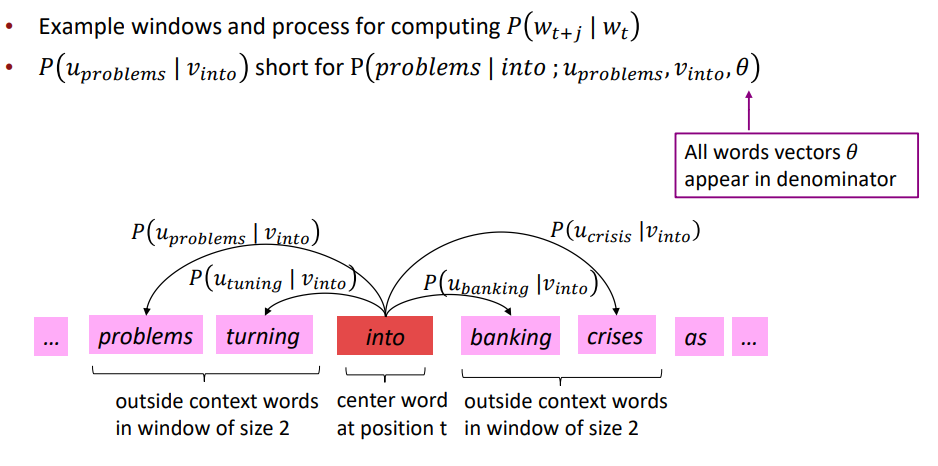 • Example windows and process for computing P(w_{t+j} | w_t)
• P(u_{problems} | v_{into}) short for P(problems | into ; u_{problems}, v_{into}, θ)
All words vectors θ
appear in denominator
P(u_{problems} | v_{into})
P(u_{crisis} |v_{into})
P(u_{tuning} | v_{into})
P(u_{banking} |v_{into})
... problems turning into banking crises as ...
outside context words
in window of size 2
center word
at position t
outside context words
in window of size 2